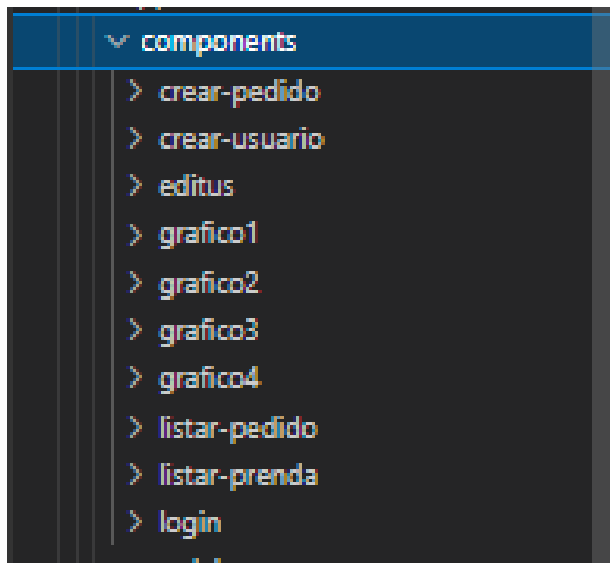 components
crear-pedido
crear-usuario
editus
grafico1
grafico2
grafico3
grafico4
listar-pedido
listar-prenda
login